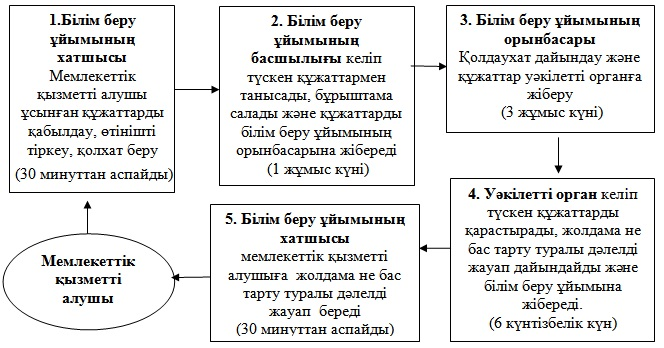 1.Білім беру
ұйымының
хатшысы
Мемлекеттік
қызметті алушы
ұсынған құжаттарды
қабылдау, өтінішті
тіркеу, қолхат беру
(30 минуттан аспайды)
2. Білім беру
ұйымының
басшылығы келіп
түскен құжаттармен
танысады, бұрыштама
салады және құжаттарды
білім беру ұйымының
орынбасарына жібереді
(1 жұмыс күні)
3. Білім беру ұйымының
орынбасары
Қолдаухат дайындау және
құжаттар уәкілетті органға
жіберу
(3 жұмыс күні)
4. Уәкілетті орган келіп
түскен құжаттарды
қарастырады, жолдама не
бас тарту туралы дәлелді
жауап дайындайды және
білім беру ұйымына
жібереді.
(6 күнтізбелік күн)
5. Білім беру ұйымының
хатшысы
мемлекеттік қызметті
алушыға жолдама не бас
тарту туралы дәлелді
жауап береді
(30 минуттан аспайды)
Мемлекеттік
қызметті
алушы